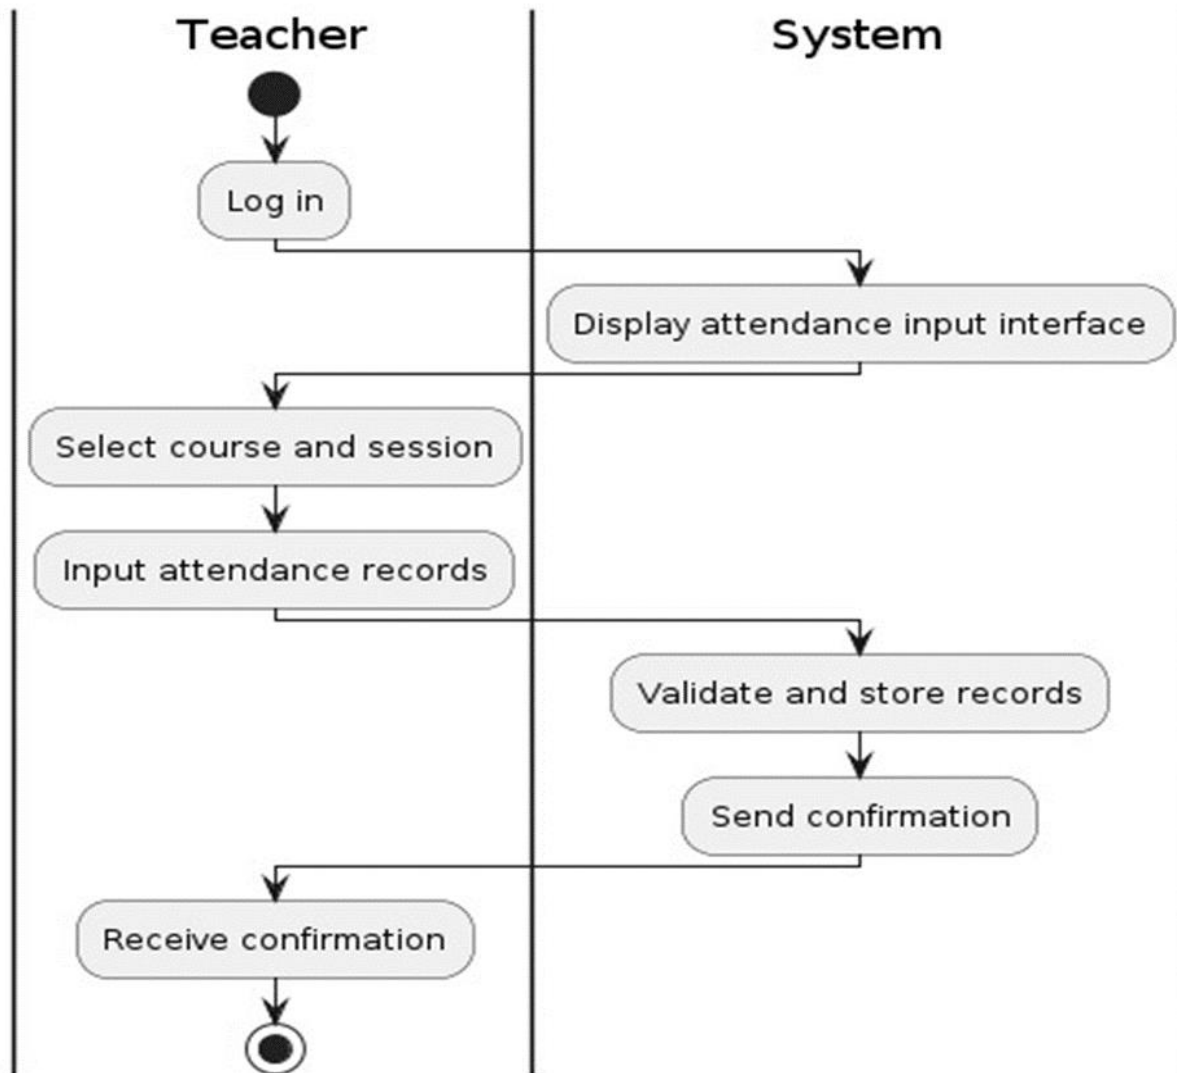 Teacher
System
Log in
Display attendance input interface
Select course and session
Input attendance records
Validate and store records
Send confirmation
Receive confirmation